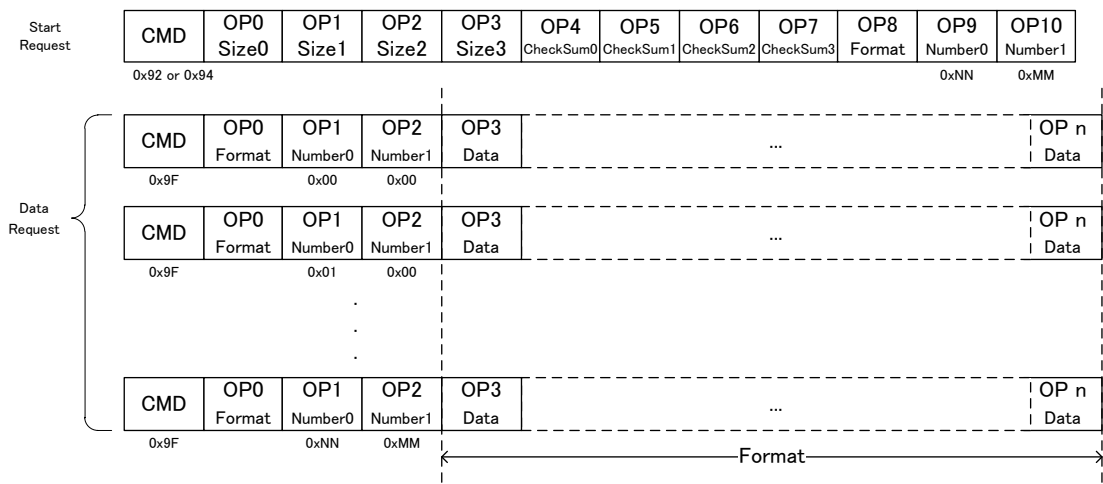 Start
Request
CMD OP0 OP1 OP2 OP3 OP4 OP5 OP6 OP7 OP8 OP9 OP10
Size0 Size1 Size2 Size3 CheckSum0 CheckSum1 CheckSum2 CheckSum3 Format Number0 Number1
0x92 or 0x94 0xNN 0xMM
CMD OP0 OP1 OP2 OP3 ... OP n
Format Number0 Number1 Data Data
0x9F 0x00 0x00
Data
Request
CMD OP0 OP1 OP2 OP3 ... OP n
Format Number0 Number1 Data Data
0x9F 0x01 0x00
.
.
.
CMD OP0 OP1 OP2 OP3 ... OP n
Format Number0 Number1 Data Data
0x9F 0xNN 0xMM
Format